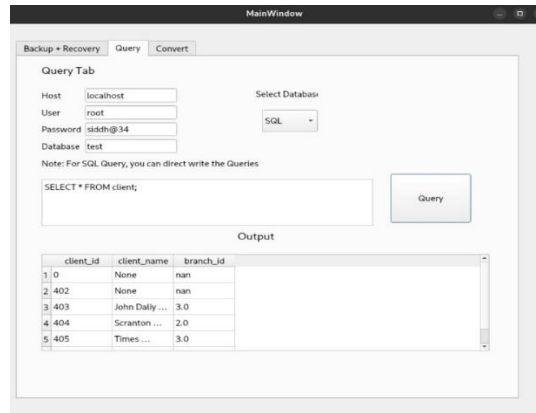 MainWindow
Backup + Recovery Query Convert
Query Tab
Host localhost Select Database
User root
SQL
Password siddh@34
Database test
Note: For SQL Query, you can direct write the Queries
SELECT * FROM client;
Query
Output
client_id client_name branch_id
1 0 None nan
2 402 None nan
3 403 John Daliy ... 3.0
4 404 Scranton ... 2.0
5 405 Times ... 3.0